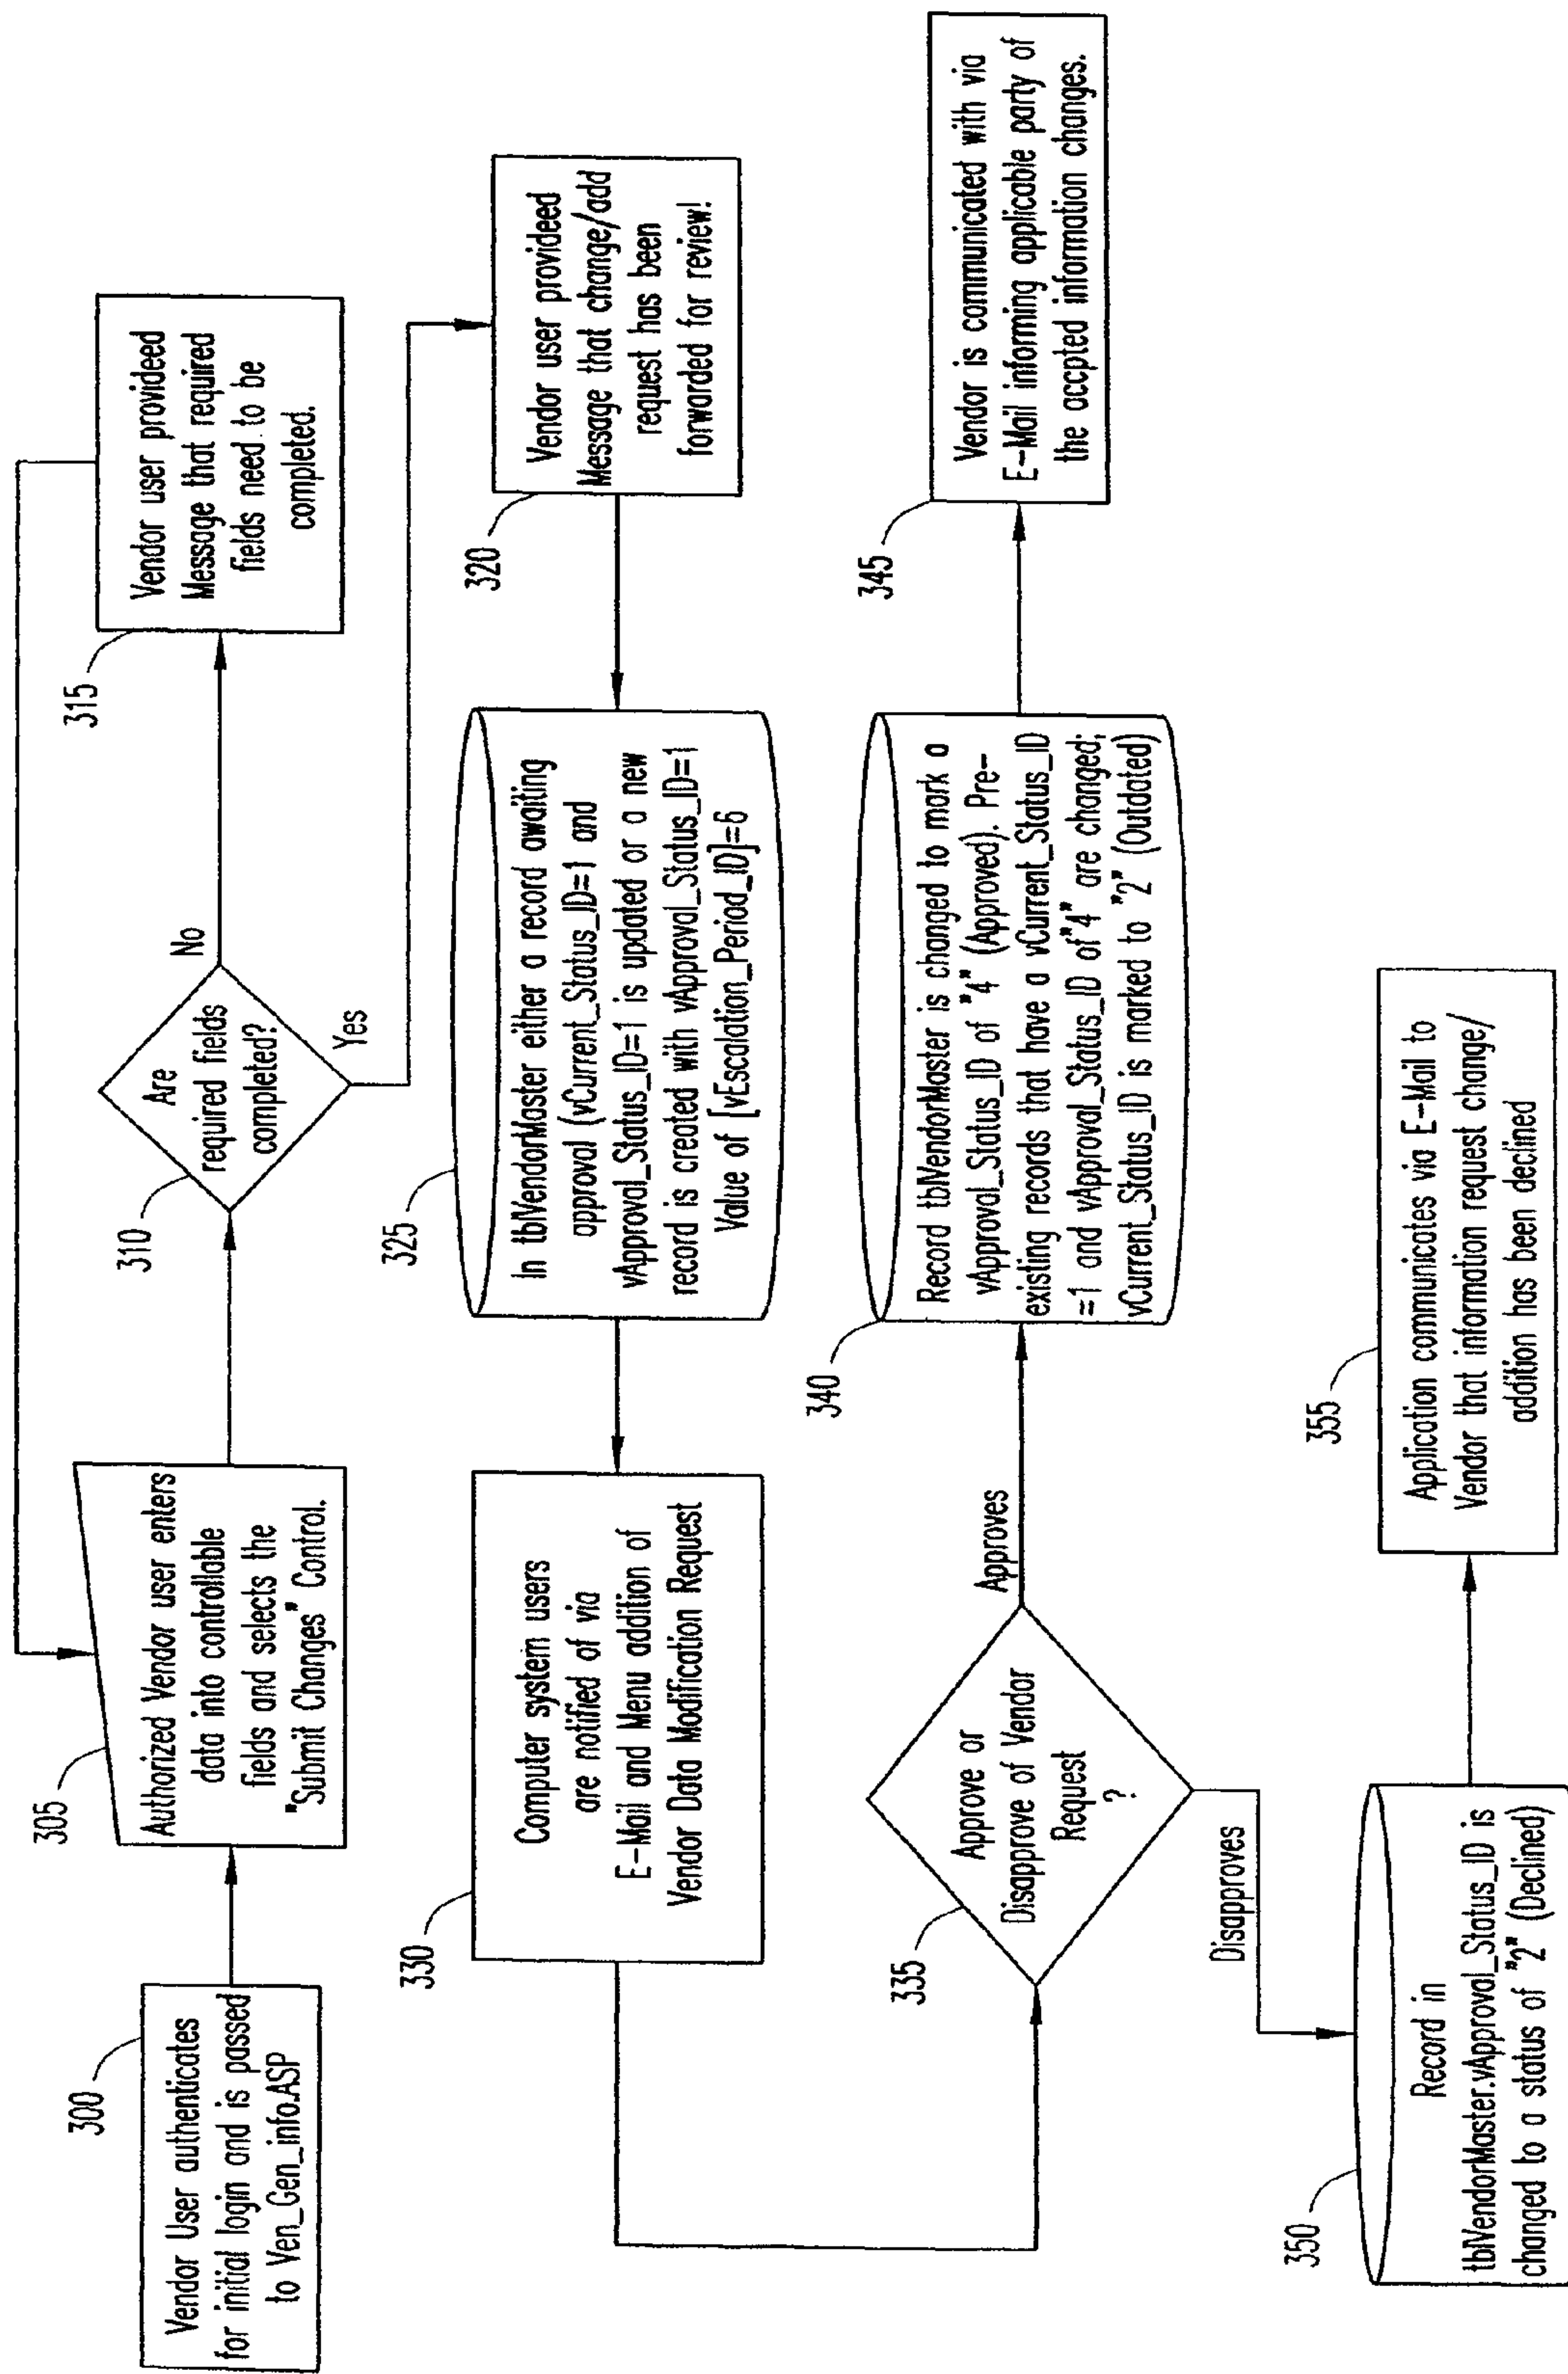 300
Vendor User authenticates
for initial login and is passed
to Ven_Gen_info.ASP
305
Authorized Vendor user enters
data into controllable
fields and selects the
"Submit Changes" Control.
310
Are
required fields
completed?
No
Yes
315
Vendor user provideed
Message that required
fields need to be
completed.
320
Vendor user provideed
Message that change/add
request has been
forwarded for review!
325
In tblVendorMaster either a record awaiting
approval (vCurrent_Status_ID=1 and
vApproval_Status_ID=1 is updated or a new
record is created with vApproval_Status_ID=1
Value of [vEscalation_Period_ID]=6
330
Computer system users
are notified of via
E-Mail and Menu addition of
Vendor Data Modification Request
335
Approve or
Disapprove of Vendor
Request
?
Approves
Disapproves
340
Record tblVendorMaster is changed to mark a
vApproval_Status_ID of "4" (Approved). Pre-
existing records that have a vCurrent_Status_ID
=1 and vApproval_Status_ID of"4" are changed;
vCurrent_Status_ID is marked to "2" (Outdated)
345
Vendor is communicated with via
E-Mail informing applicable party of
the accpted information changes.
350
Record in
tblVendorMaster.vApproval_Status_ID is
changed to a status of "2" (Declined)
355
Application communicates via E-Mail to
Vendor that information request change/
addition has been declined